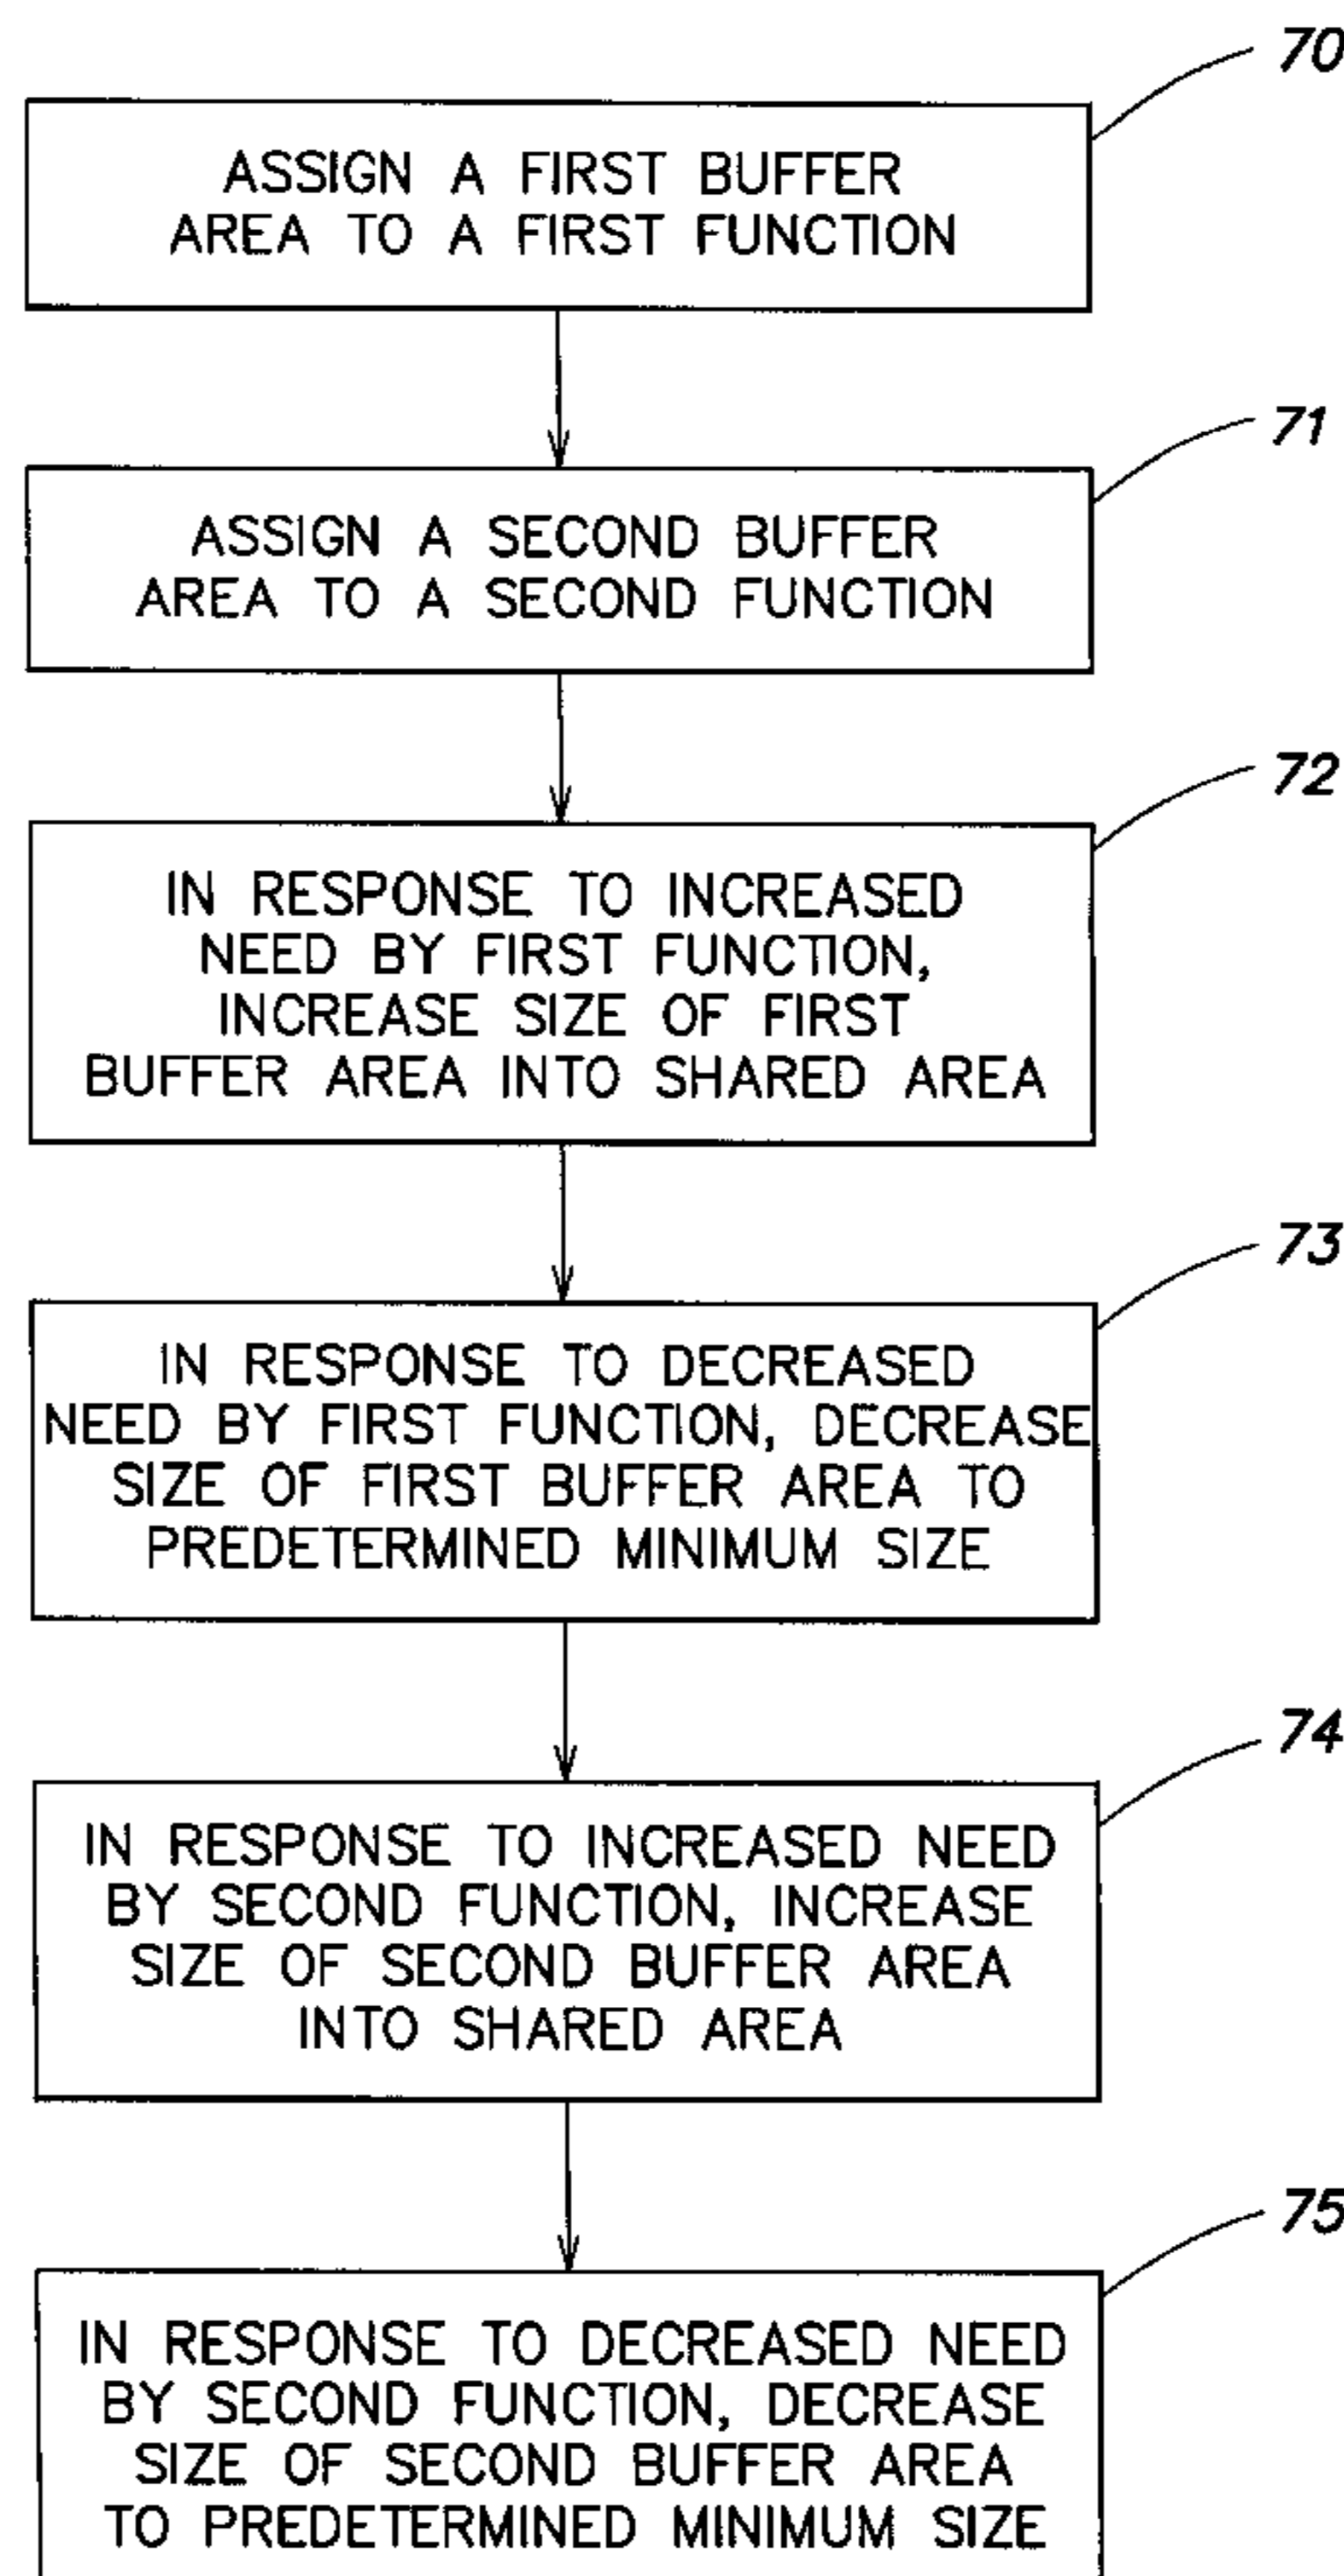 70
ASSIGN A FIRST BUFFER
AREA TO A FIRST FUNCTION
71
ASSIGN A SECOND BUFFER
AREA TO A SECOND FUNCTION
72
IN RESPONSE TO INCREASED
NEED BY FIRST FUNCTION,
INCREASE SIZE OF FIRST
BUFFER AREA INTO SHARED AREA
73
IN RESPONSE TO DECREASED
NEED BY FIRST FUNCTION, DECREASE
SIZE OF FIRST BUFFER AREA TO
PREDETERMINED MINIMUM SIZE
74
IN RESPONSE TO INCREASED NEED
BY SECOND FUNCTION, INCREASE
SIZE OF SECOND BUFFER AREA
INTO SHARED AREA
75
IN RESPONSE TO DECREASED NEED
BY SECOND FUNCTION, DECREASE
SIZE OF SECOND BUFFER AREA
TO PREDETERMINED MINIMUM SIZE